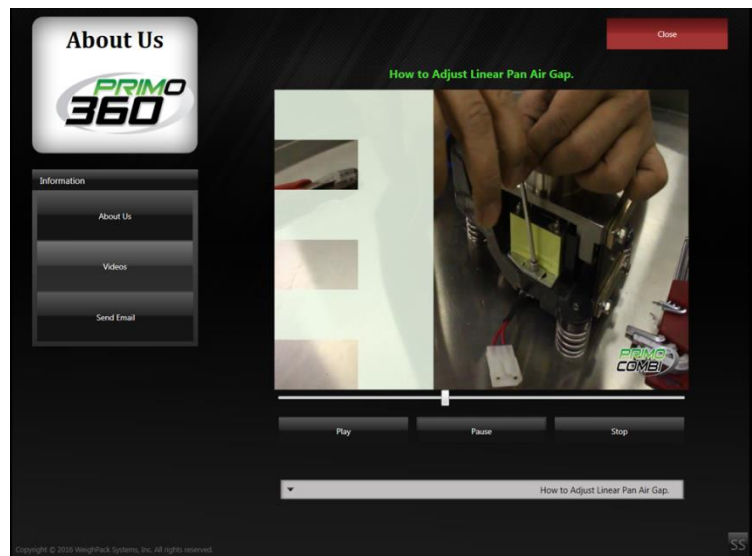 About Us
PRIMO
360
Close
How to Adjust Linear Pan Air Gap.
Information
About Us
Videos
Send Email
PRIMO
COMBI
Play
Pause
Stop
How to Adjust Linear Pan Air Gap.
Copyright © 2016 WeighPack Systems, Inc. All rights reserved.
SS